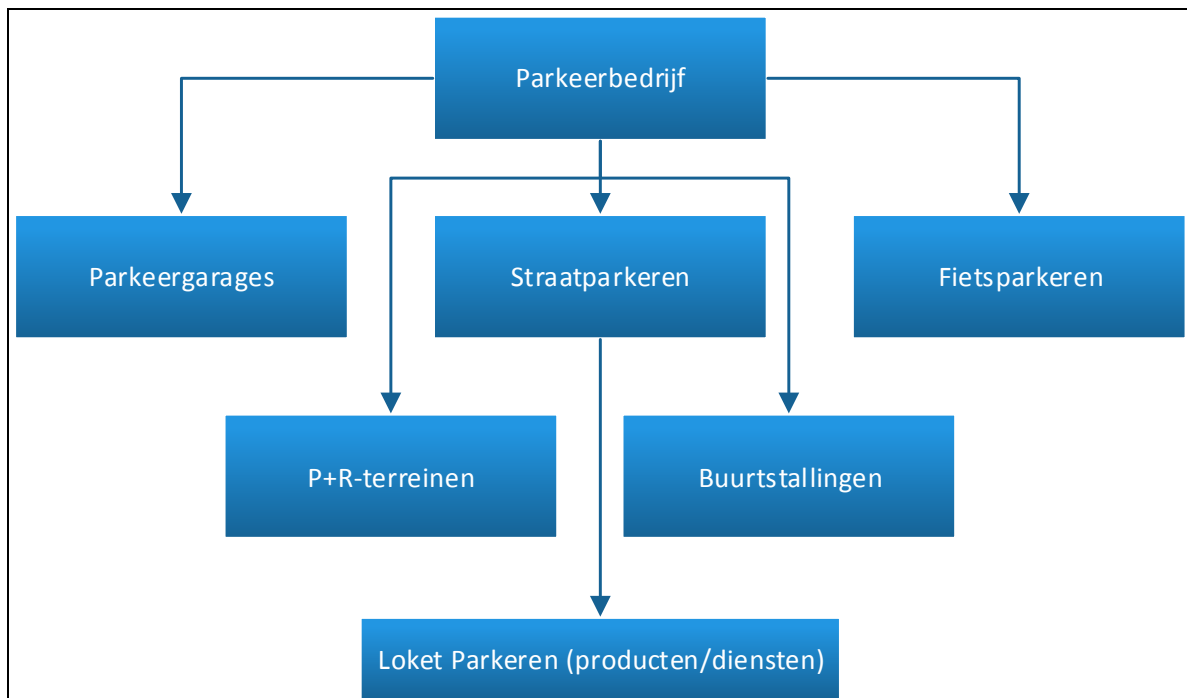 Parkeerbedrijf
Parkeergarages
Straatparkeren
Fietsparkeren
P+R-terreinen
Buurtstallingen
Loket Parkeren (producten/diensten)